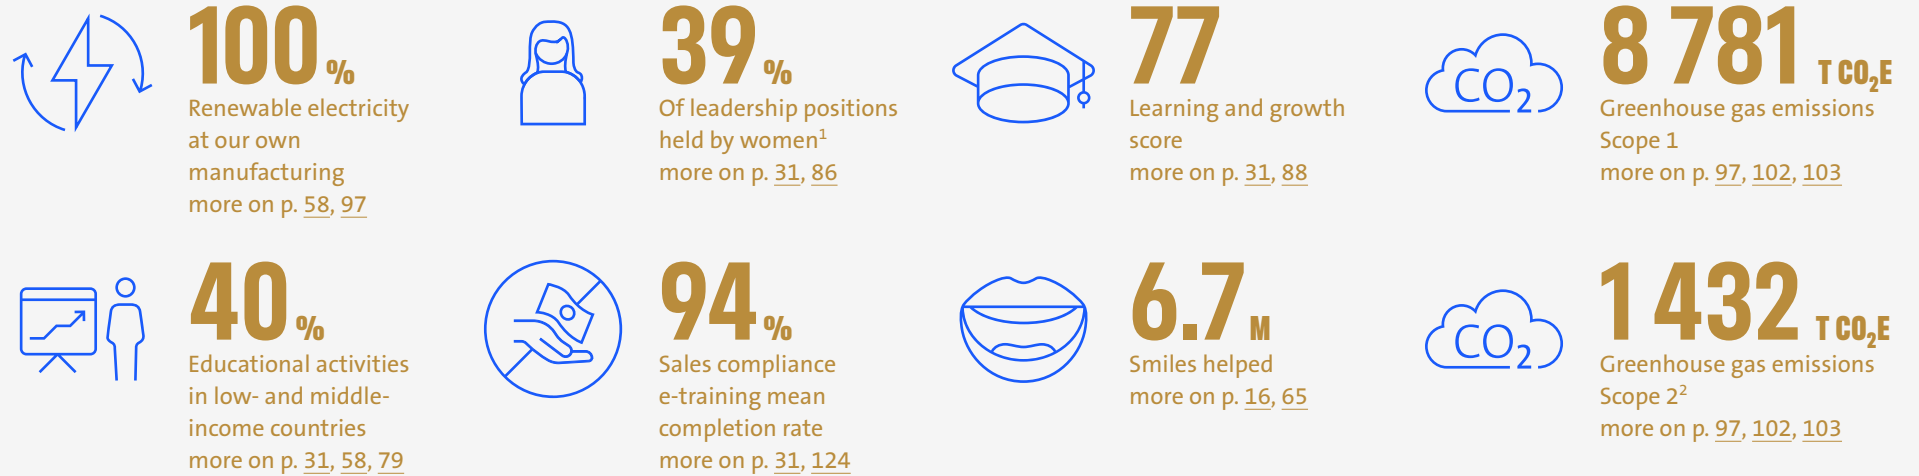 100 %
Renewable electricity
at our own
manufacturing
more on p. 58, 97
39 %
Of leadership positions
held by women¹
more on p. 31, 86
77
Learning and growth
score
more on p. 31, 88
CO₂
8 781 T CO₂E
Greenhouse gas emissions
Scope 1
more on p. 97, 102, 103
40 %
Educational activities
in low- and middle-
income countries
more on p. 31, 58, 79
94 %
Sales compliance
e-training mean
completion rate
more on p. 31, 124
6.7 M
Smiles helped
more on p. 16, 65
CO₂
1 432 T CO₂E
Greenhouse gas emissions
Scope 2²
more on p. 97, 102, 103